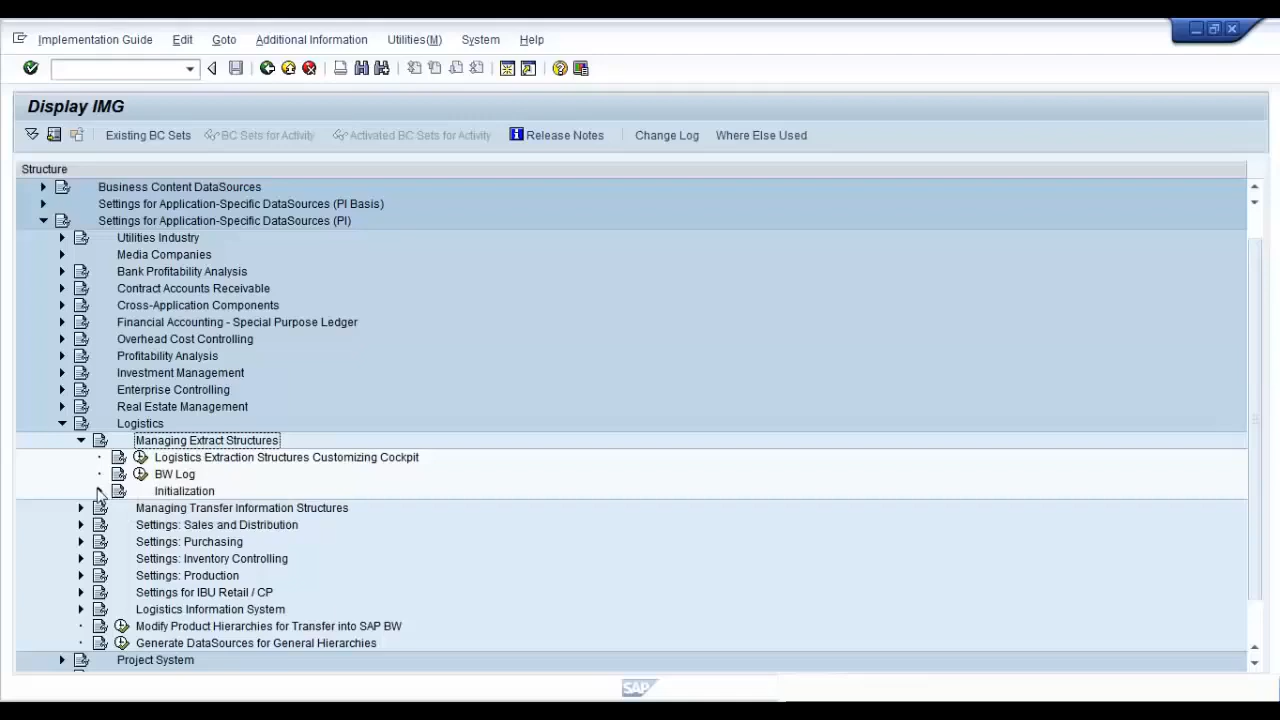 Implementation Guide Edit Goto Additional Information Utilities(M) System Help
Display IMG
Existing BC Sets BC Sets for Activity Activated BC Sets for Activity Release Notes Change Log Where Else Used
Structure
Business Content DataSources
Settings for Application-Specific DataSources (PI Basis)
Settings for Application-Specific DataSources (PI)
Utilities Industry
Media Companies
Bank Profitability Analysis
Contract Accounts Receivable
Cross-Application Components
Financial Accounting - Special Purpose Ledger
Overhead Cost Controlling
Profitability Analysis
Investment Management
Enterprise Controlling
Real Estate Management
Logistics
Managing Extract Structures
Logistics Extraction Structures Customizing Cockpit
BW Log
Initialization
Managing Transfer Information Structures
Settings: Sales and Distribution
Settings: Purchasing
Settings: Inventory Controlling
Settings: Production
Settings for IBU Retail / CP
Logistics Information System
Modify Product Hierarchies for Transfer into SAP BW
Generate DataSources for General Hierarchies
Project System
SAP